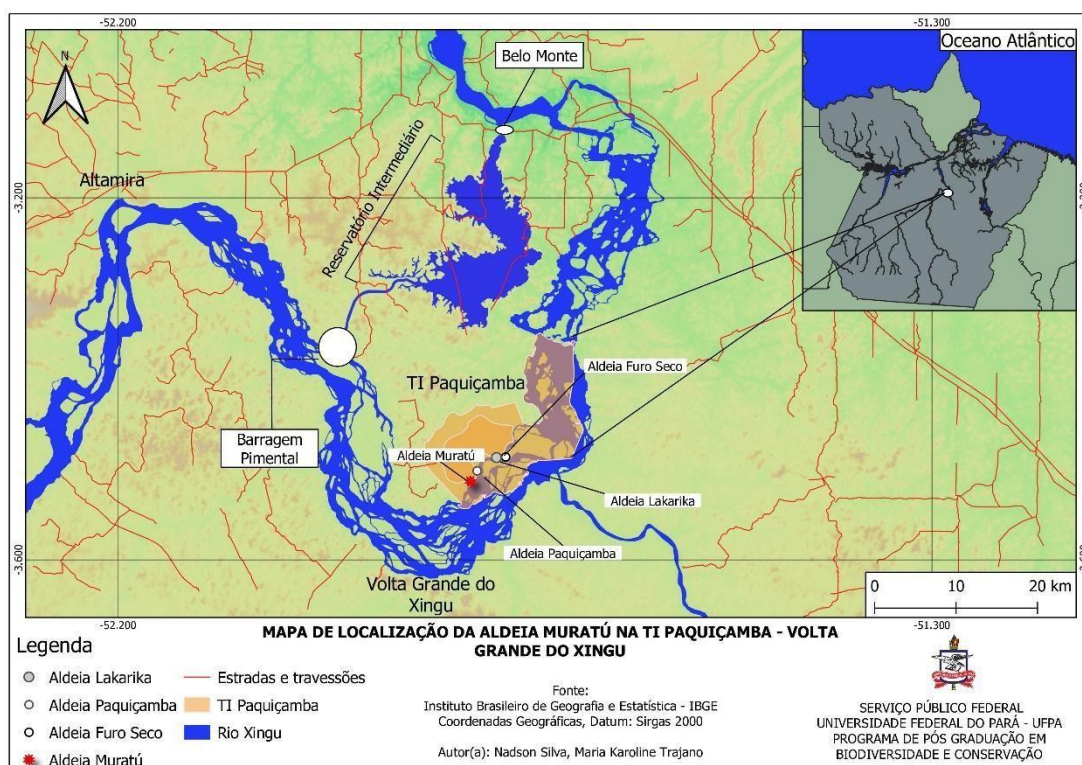 -52.200
-51.300
N
Oceano Atlântico
Belo Monte
Reservatório Intermediário
Altamira
-3.200
TI Paquiçamba
Aldeia Furo Seco
Barragem
Pimental
Aldeia Muratú
Aldeia Lakarika
Aldeia Paquiçamba
-3.600
Volta Grande do
Xingu
0 10 20 km
-52.200
-51.300
MAPA DE LOCALIZAÇÃO DA ALDEIA MURATÚ NA TI PAQUIÇAMBA - VOLTA
GRANDE DO XINGU
Legenda
Aldeia Lakarika
Estradas e travessões
Aldeia Paquiçamba
TI Paquiçamba
Aldeia Furo Seco
Rio Xingu
Aldeia Muratú
Fonte:
Instituto Brasileiro de Geografia e Estatística - IBGE
Coordenadas Geográficas, Datum: Sirgas 2000
Autor(a): Nadson Silva, Maria Karoline Trajano
SERVIÇO PÚBLICO FEDERAL
UNIVERSIDADE FEDERAL DO PARÁ - UFPA
PROGRAMA DE PÓS GRADUAÇÃO EM
BIODIVERSIDADE E CONSERVAÇÃO